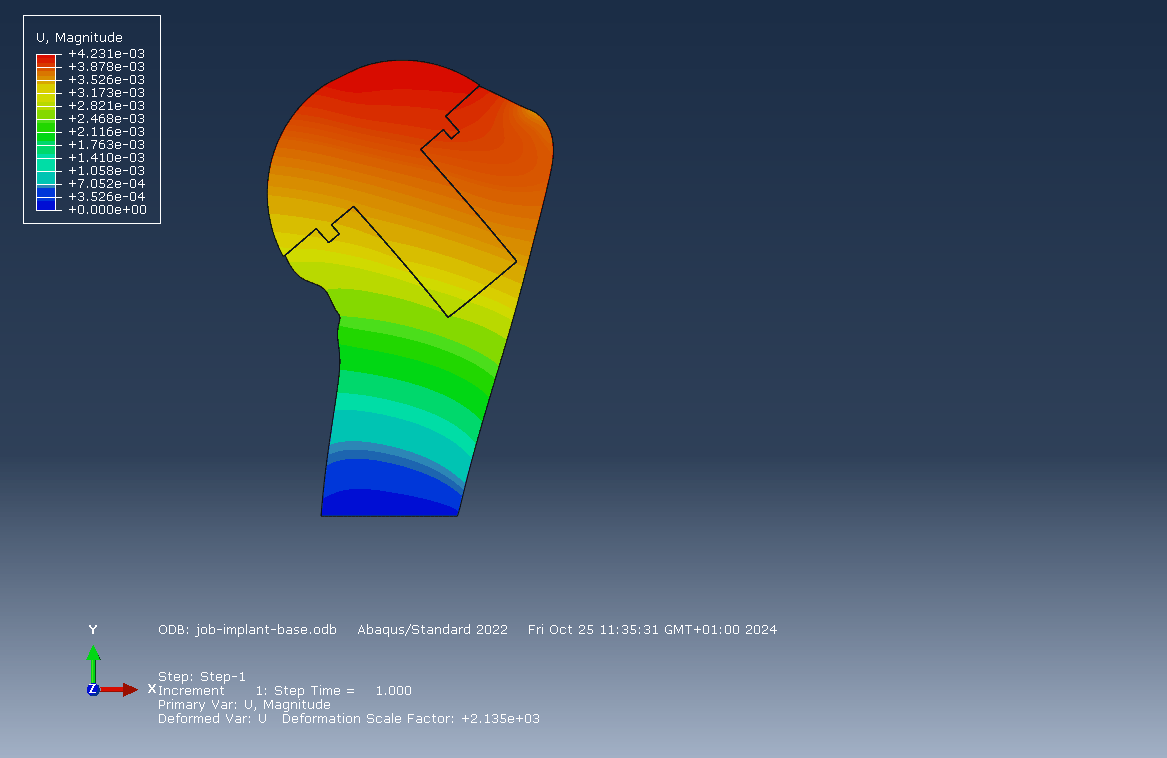 U, Magnitude
+4.231e-03
+3.878e-03
+3.526e-03
+3.173e-03
+2.821e-03
+2.468e-03
+2.116e-03
+1.763e-03
+1.410e-03
+1.058e-03
+7.052e-04
+3.526e-04
+0.000e+00
Y
Z
X
ODB: job-implant-base.odb Abaqus/Standard 2022 Fri Oct 25 11:35:31 GMT+01:00 2024
Step: Step-1
Increment 1: Step Time = 1.000
Primary Var: U, Magnitude
Deformed Var: U Deformation Scale Factor: +2.135e+03